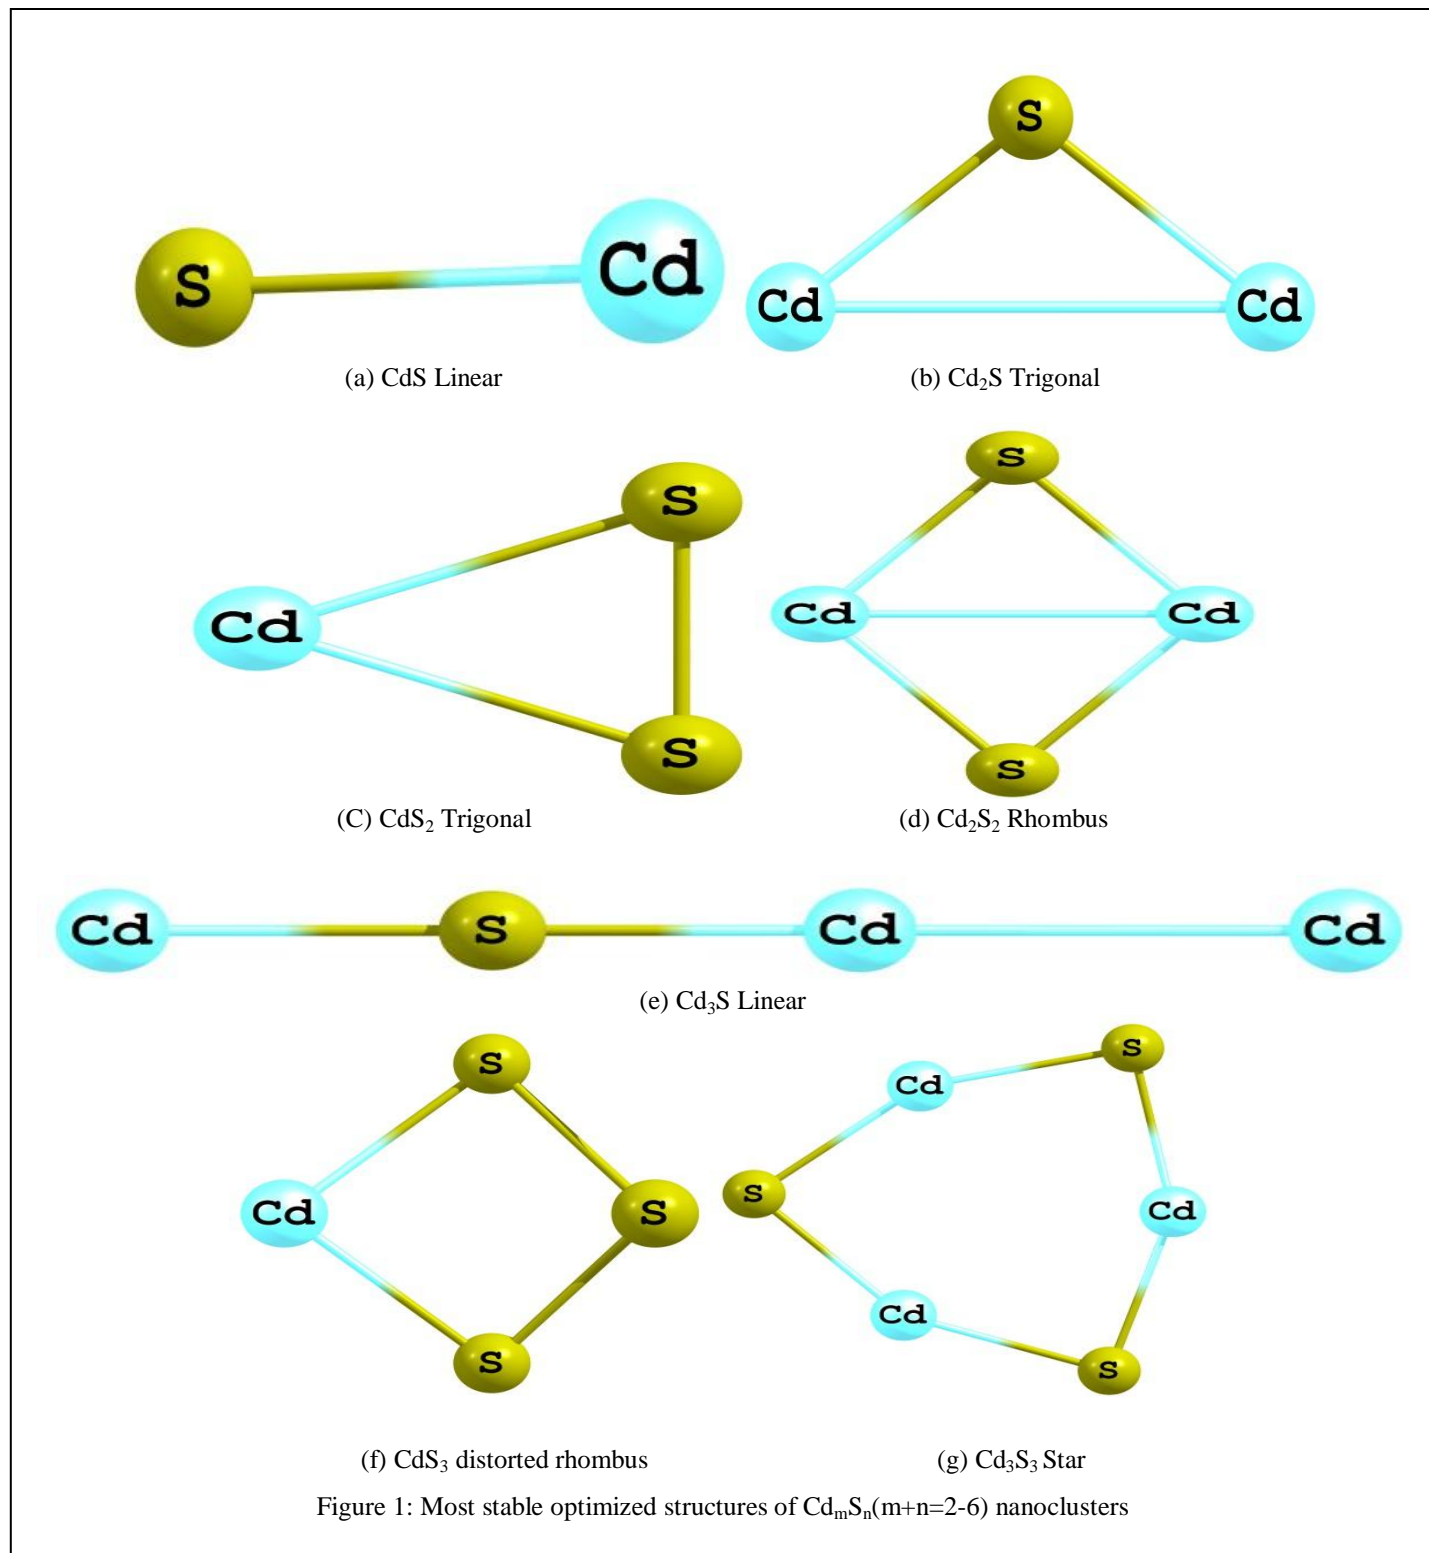 S
Cd
S
Cd
Cd
(a) CdS Linear
(b) Cd₂S Trigonal
S
Cd
S
S
Cd
Cd
S
(C) CdS₂ Trigonal
(d) Cd₂S₂ Rhombus
Cd
S
Cd
Cd
(e) Cd₃S Linear
S
Cd
S
S
Cd
S
S
Cd
Cd
S
(f) CdS₃ distorted rhombus
(g) Cd₃S₃ Star
Figure 1: Most stable optimized structures of CdₘSₙ(m+n=2-6) nanoclusters